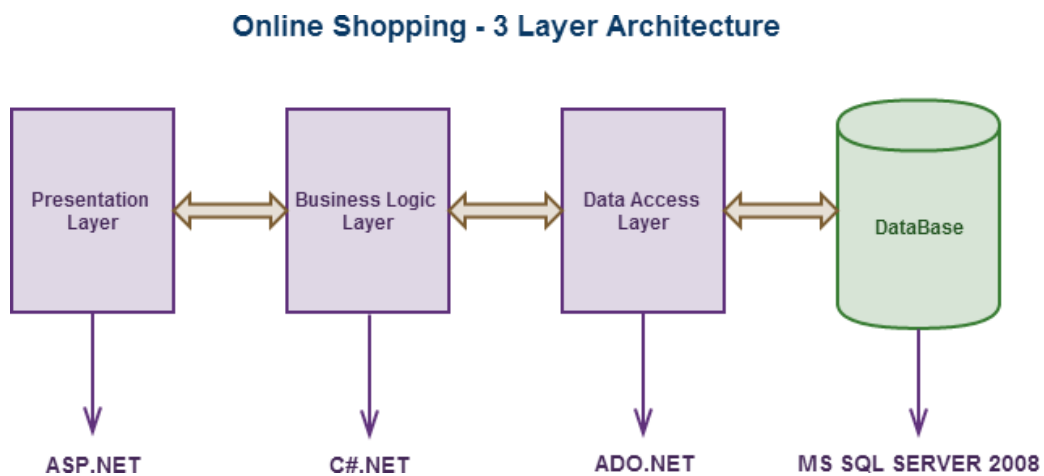 Online Shopping - 3 Layer Architecture
Presentation
Layer
Business Logic
Layer
Data Access
Layer
DataBase
ASP.NET
C#.NET
ADO.NET
MS SQL SERVER 2008